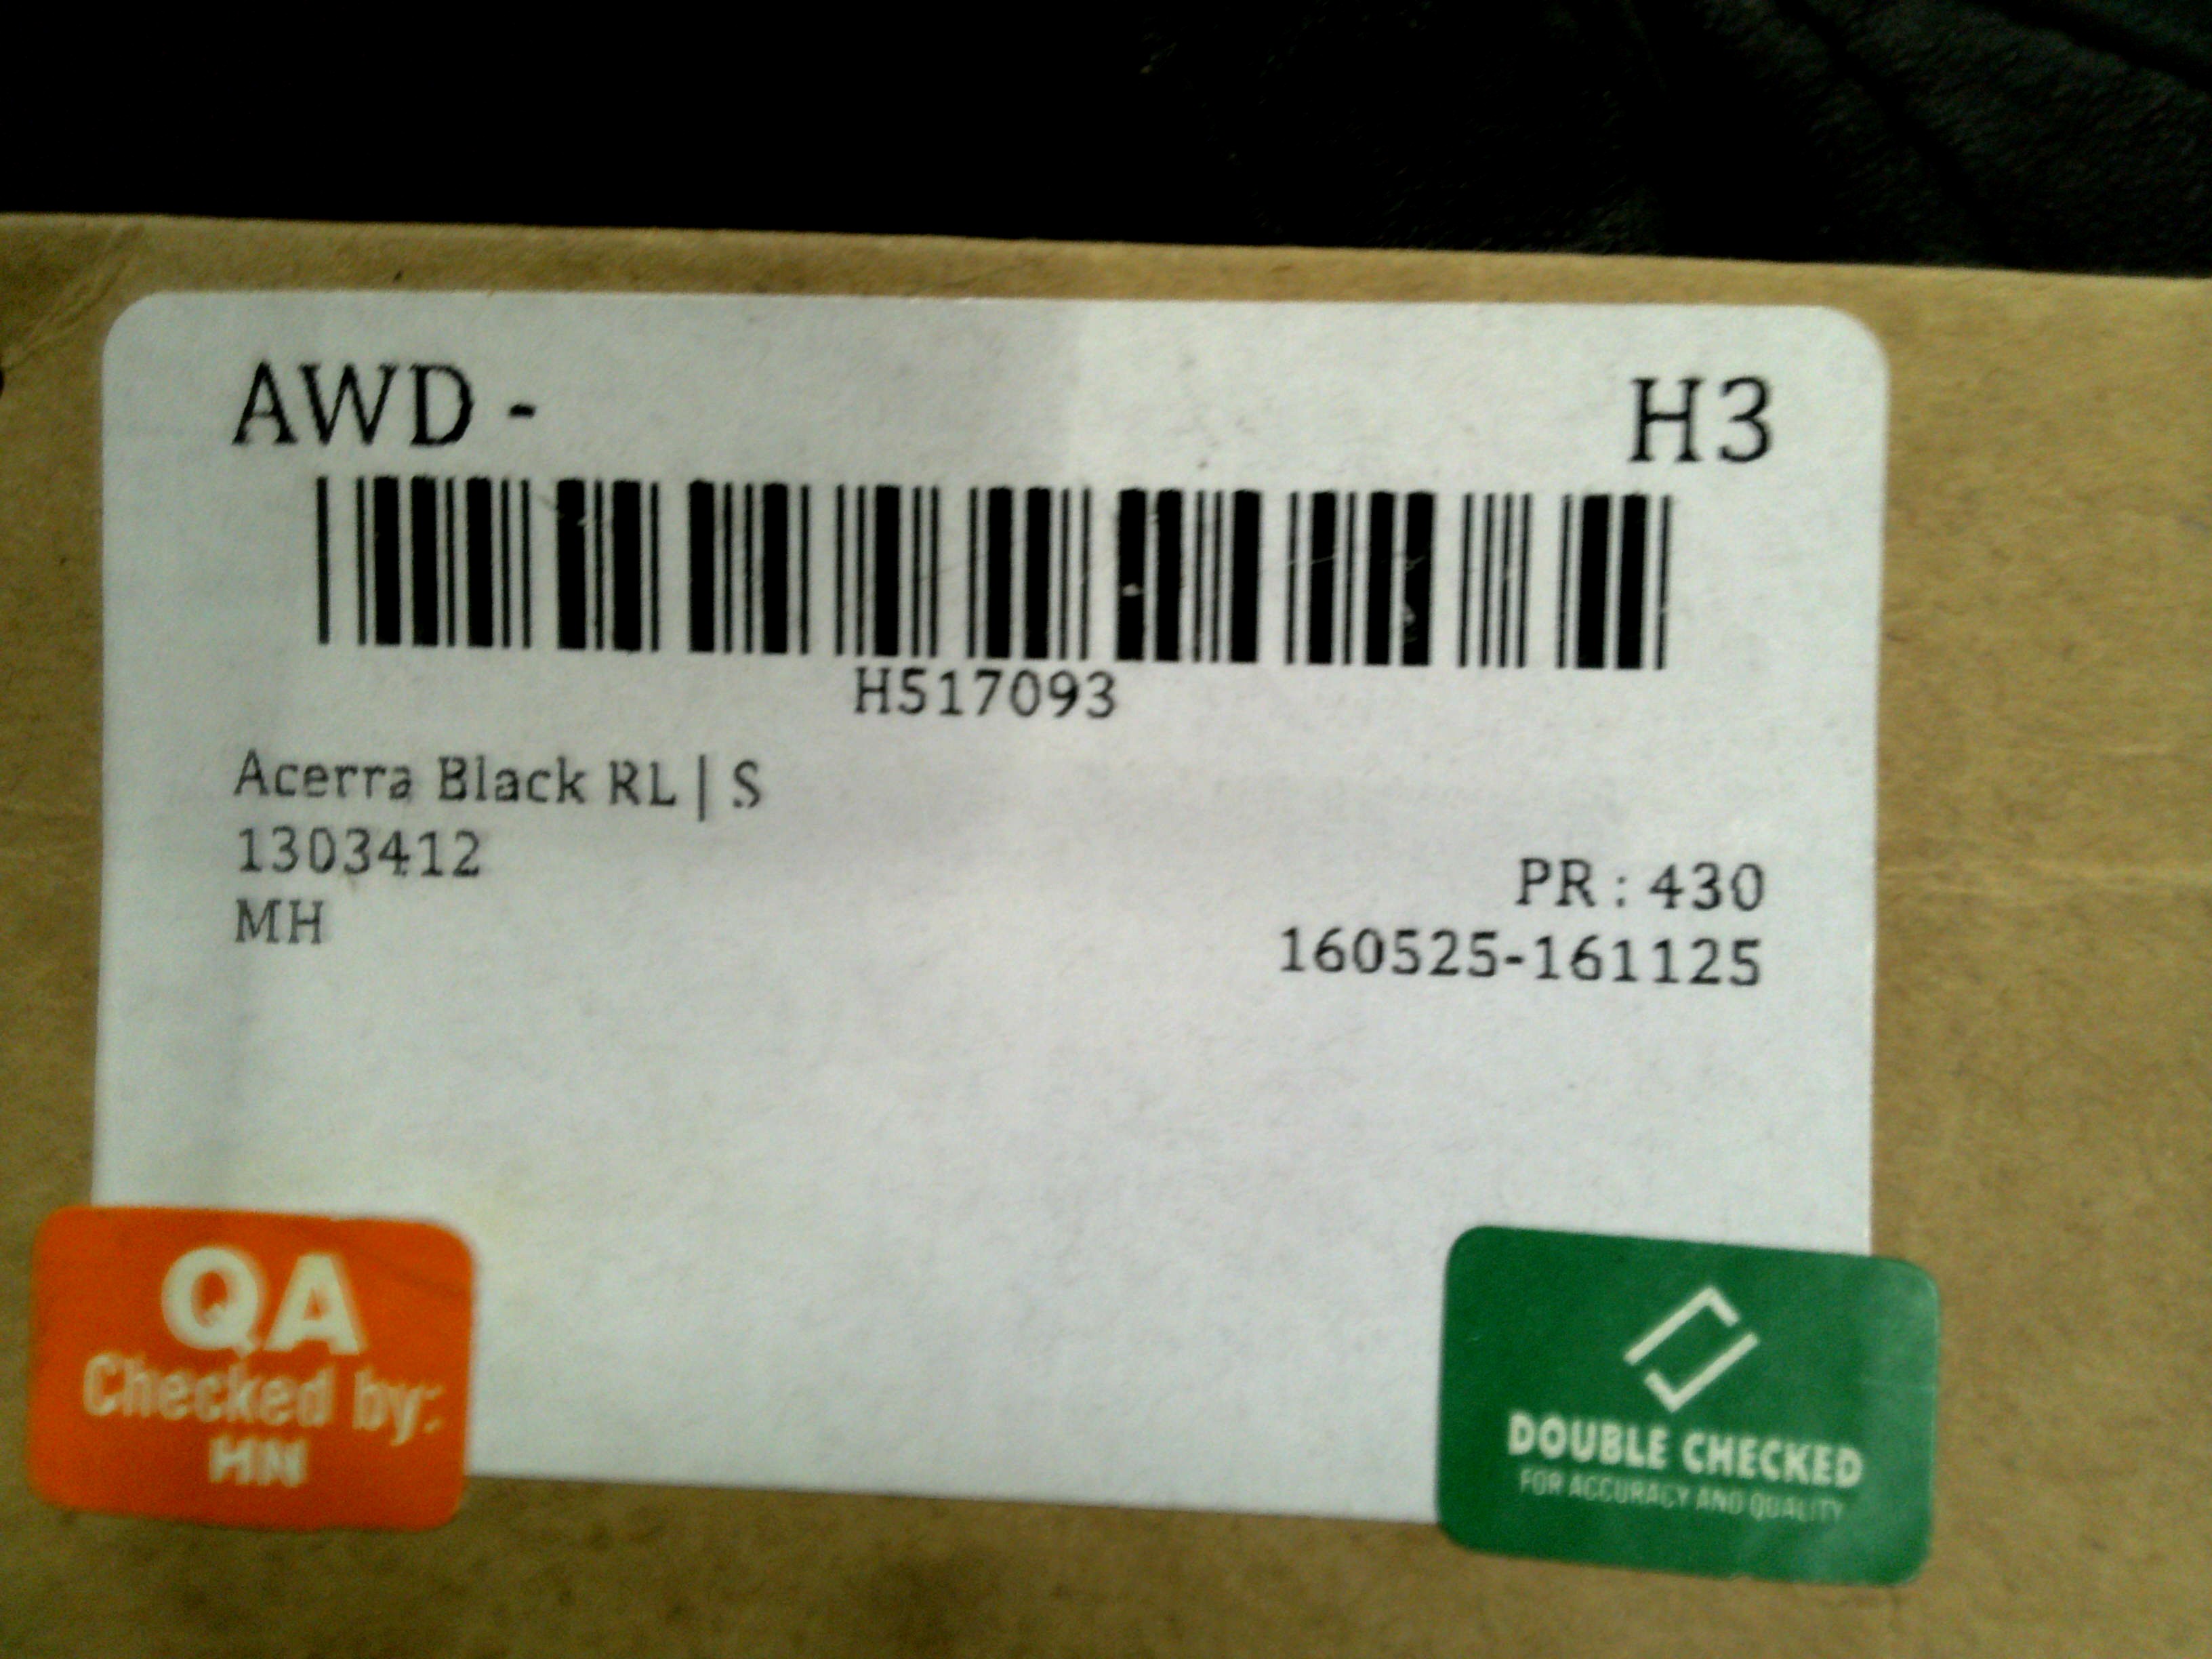 AWD - H3
H517093
Acerra Black RL | S
1303412
PR : 430
MH
160525-161125
QA
Checked by:
HN
DOUBLE CHECKED
FOR ACCURACY AND QUALITY